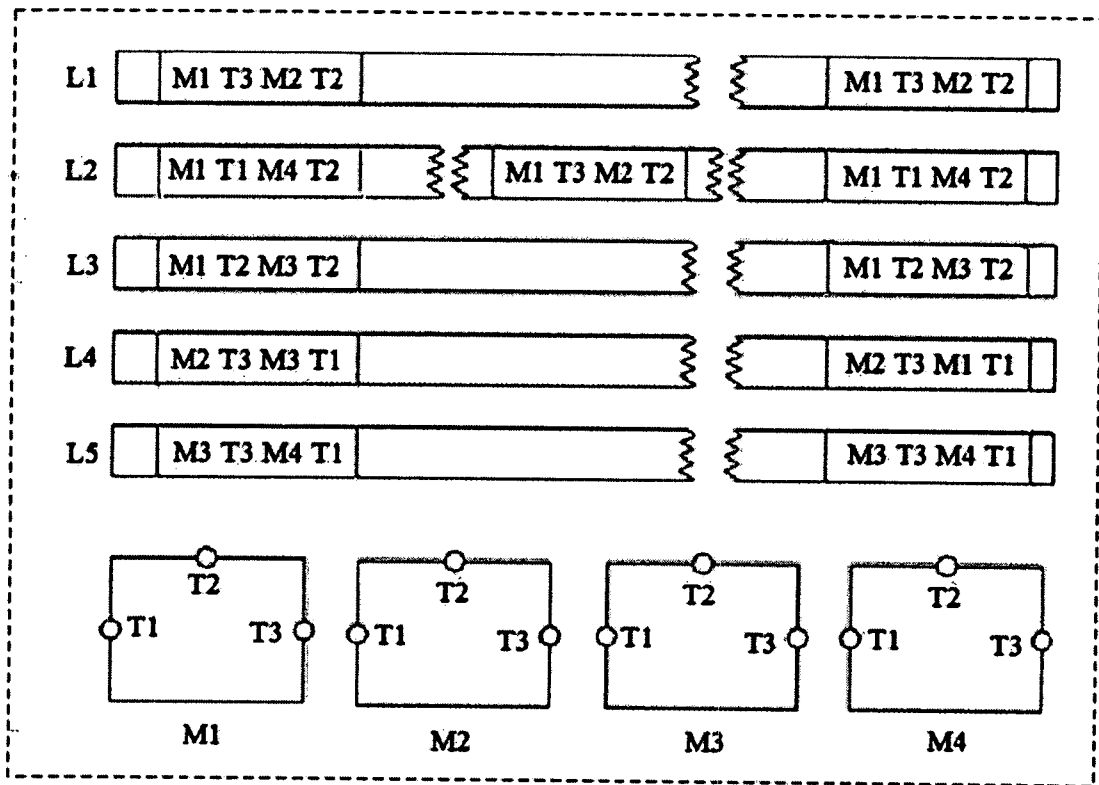 L1 M1 T3 M2 T2 M1 T3 M2 T2
L2 M1 T1 M4 T2 M1 T3 M2 T2 M1 T1 M4 T2
L3 M1 T2 M3 T2 M1 T2 M3 T2
L4 M2 T3 M3 T1 M2 T3 M1 T1
L5 M3 T3 M4 T1 M3 T3 M4 T1
T2 T2 T2 T2
T1 T3 T1 T3 T1 T3 T1 T3
M1 M2 M3 M4